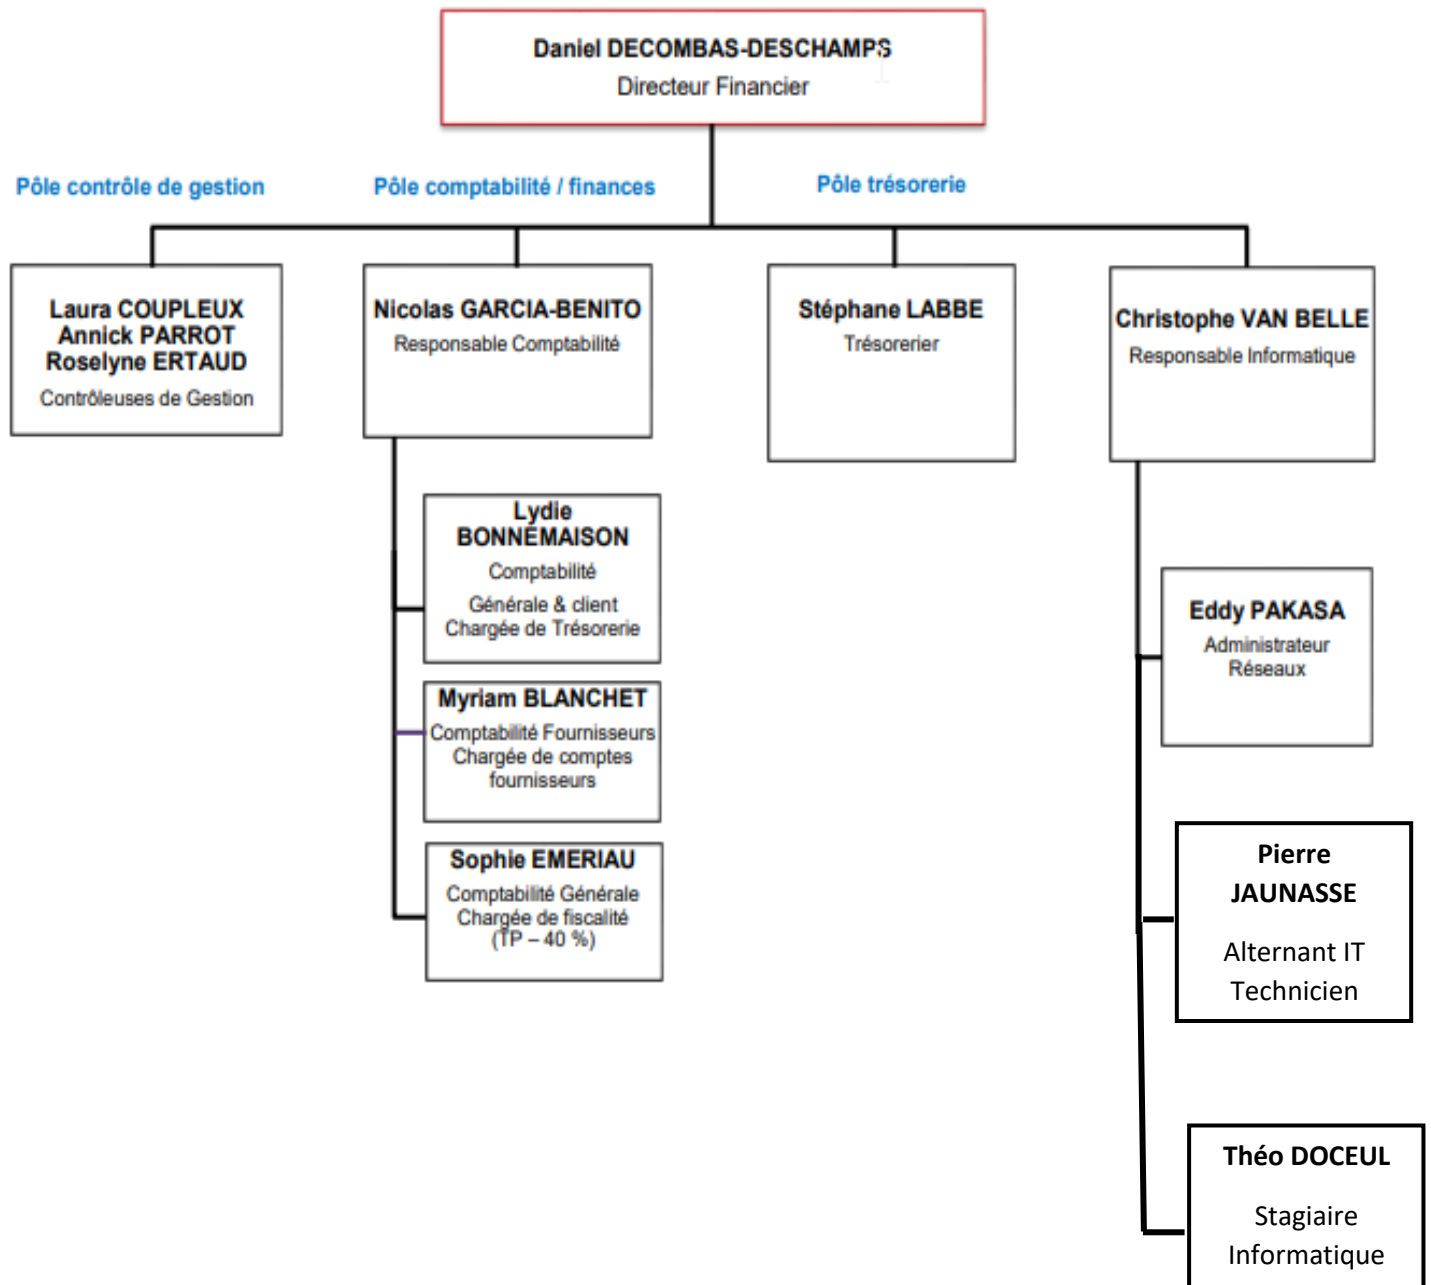 Daniel DECOMBAS-DESCHAMPS
Directeur Financier
Pôle contrôle de gestion
Pôle comptabilité / finances
Pôle trésorerie
Laura COUPLEUX
Annick PARROT
Roselyne ERTAUD
Contrôleuses de Gestion
Nicolas GARCIA-BENITO
Responsable Comptabilité
Stéphane LABBE
Trésorerier
Christophe VAN BELLE
Responsable Informatique
Lydie
BONNEMAISON
Comptabilité
Générale & client
Chargée de Trésorerie
Myriam BLANCHET
Comptabilité Fournisseurs
Chargée de comptes
fournisseurs
Sophie EMERIAU
Comptabilité Générale
Chargée de fiscalité
(TP – 40 %)
Eddy PAKASA
Administrateur
Réseaux
Pierre
JAUNASSE
Alternant IT
Technicien
Théo DOCEUL
Stagiaire
Informatique